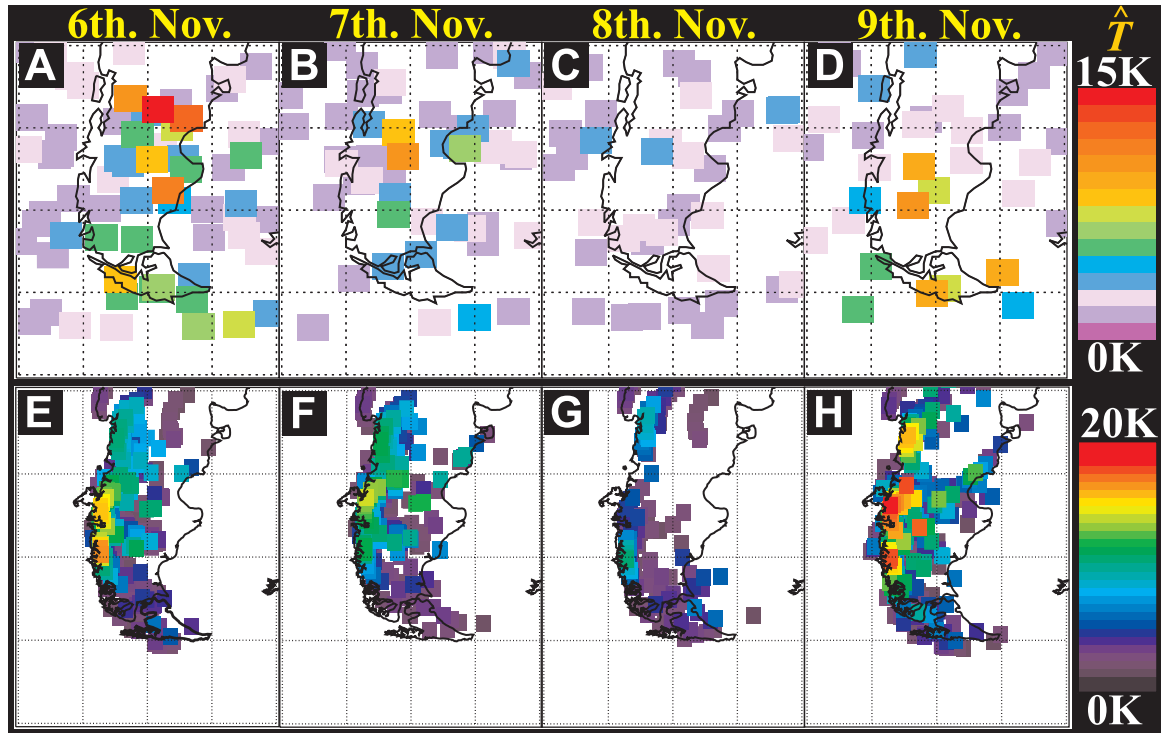 6th. Nov. 7th. Nov. 8th. Nov. 9th. Nov. T̂
A B C D 15K
0K
E F G H 20K
0K